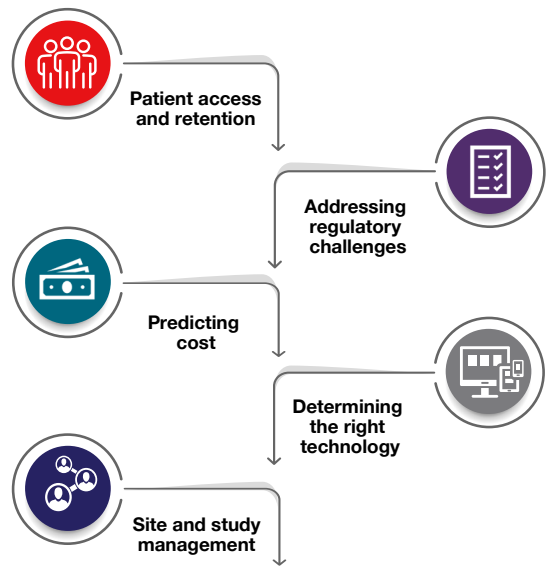 Patient access
and retention
Addressing
regulatory
challenges
Predicting
cost
Determining
the right
technology
Site and study
management